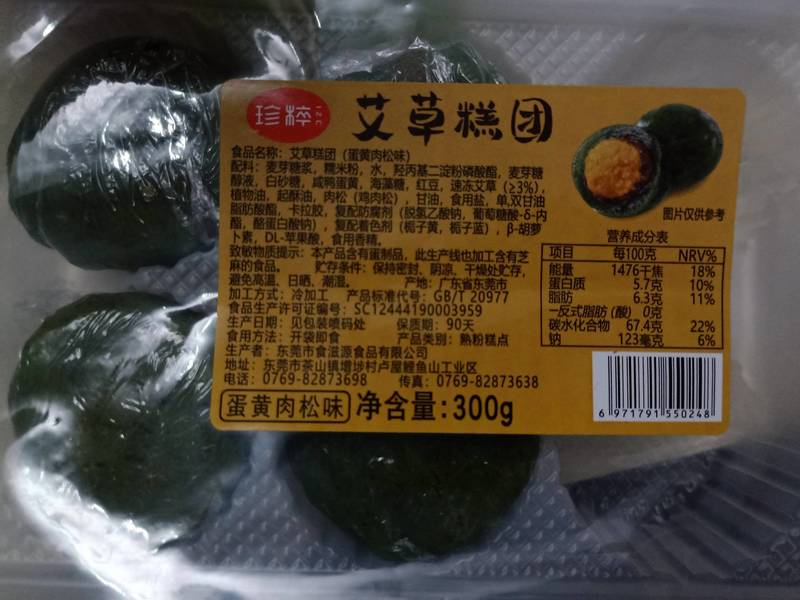 珍粹 IZC
艾草糕团
食品名称：艾草糕团（蛋黄肉松味）
配料：麦芽糖浆，糯米粉，水，羟丙基二淀粉磷酸酯，麦芽糖
醇液，白砂糖，咸鸭蛋黄，海藻糖，红豆，速冻艾草（≥3%），
植物油，起酥油，肉松（鸡肉松），甘油，食用盐，单,双甘油
脂肪酸酯，卡拉胶，复配防腐剂（脱氢乙酸钠，葡萄糖酸-δ-内
酯，酪蛋白酸钠），复配着色剂（栀子黄，栀子蓝），β-胡萝
卜素，DL-苹果酸，食用香精。
致敏物质提示：本产品含有蛋制品，此生产线也加工含有芝
麻的食品。 贮存条件：保持密封，阴凉、干燥处贮存，
避免高温、日晒、潮湿。 产地：广东省东莞市
加工方式：冷加工 产品标准代号：GB/T 20977
食品生产许可证编号：SC12444190003959
生产日期：见包装喷码处 保质期：90天
食用方法：开袋即食 产品类别：熟粉糕点
生产者：东莞市食滋源食品有限公司
地址：东莞市茶山镇增埗村卢屋鲤鱼山工业区
电话：0769-82873698 传真：0769-82873638
蛋黄肉松味 净含量：300g
图片仅供参考
营养成分表
项目 每100克 NRV%
能量 1476千焦 18%
蛋白质 5.7克 10%
脂肪 6.3克 11%
—反式脂肪（酸） 0克
碳水化合物 67.4克 22%
钠 123毫克 6%
6 971791 550248